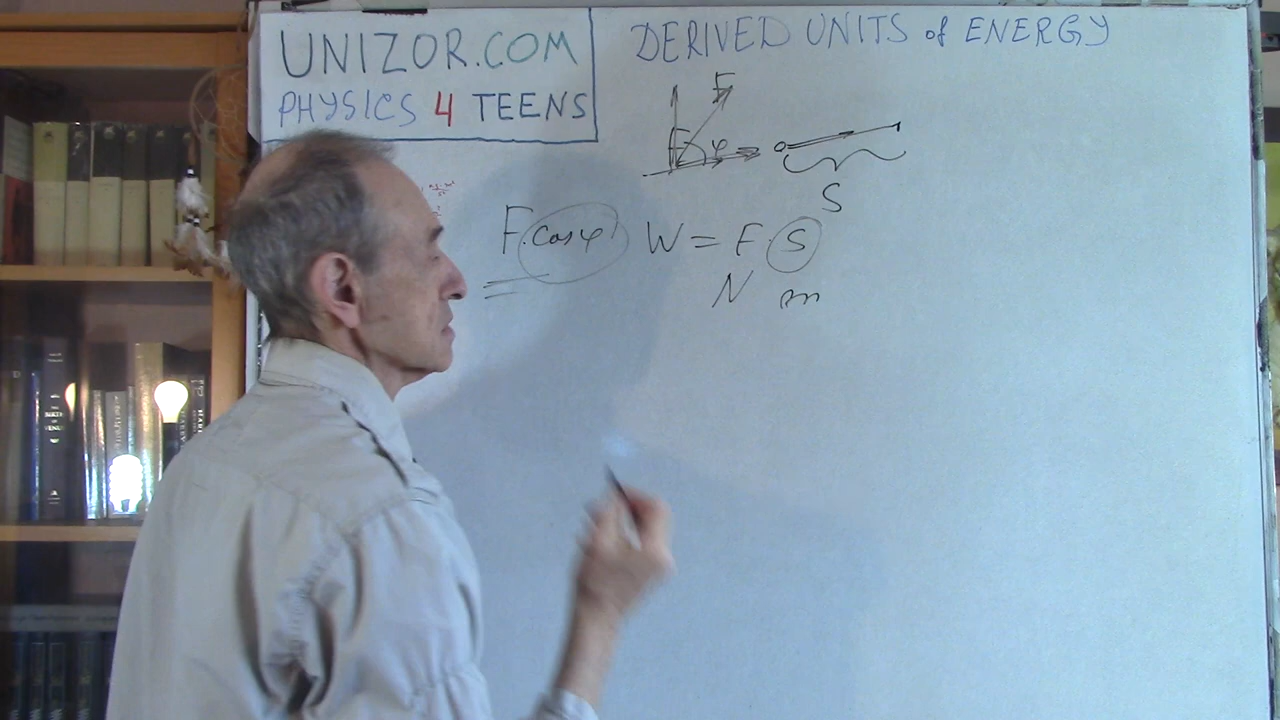 UNIZOR.COM
PHYSICS 4 TEENS
DERIVED UNITS of ENERGY
F
F
φ
S
F·cosφ
W = F·S
N m